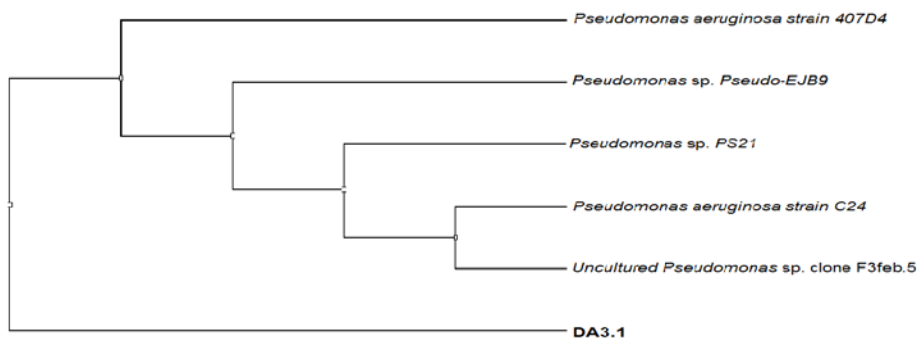 Pseudomonas aeruginosa strain 407D4
Pseudomonas sp. Pseudo-EJB9
Pseudomonas sp. PS21
Pseudomonas aeruginosa strain C24
Uncultured Pseudomonas sp. clone F3feb.5
DA3.1